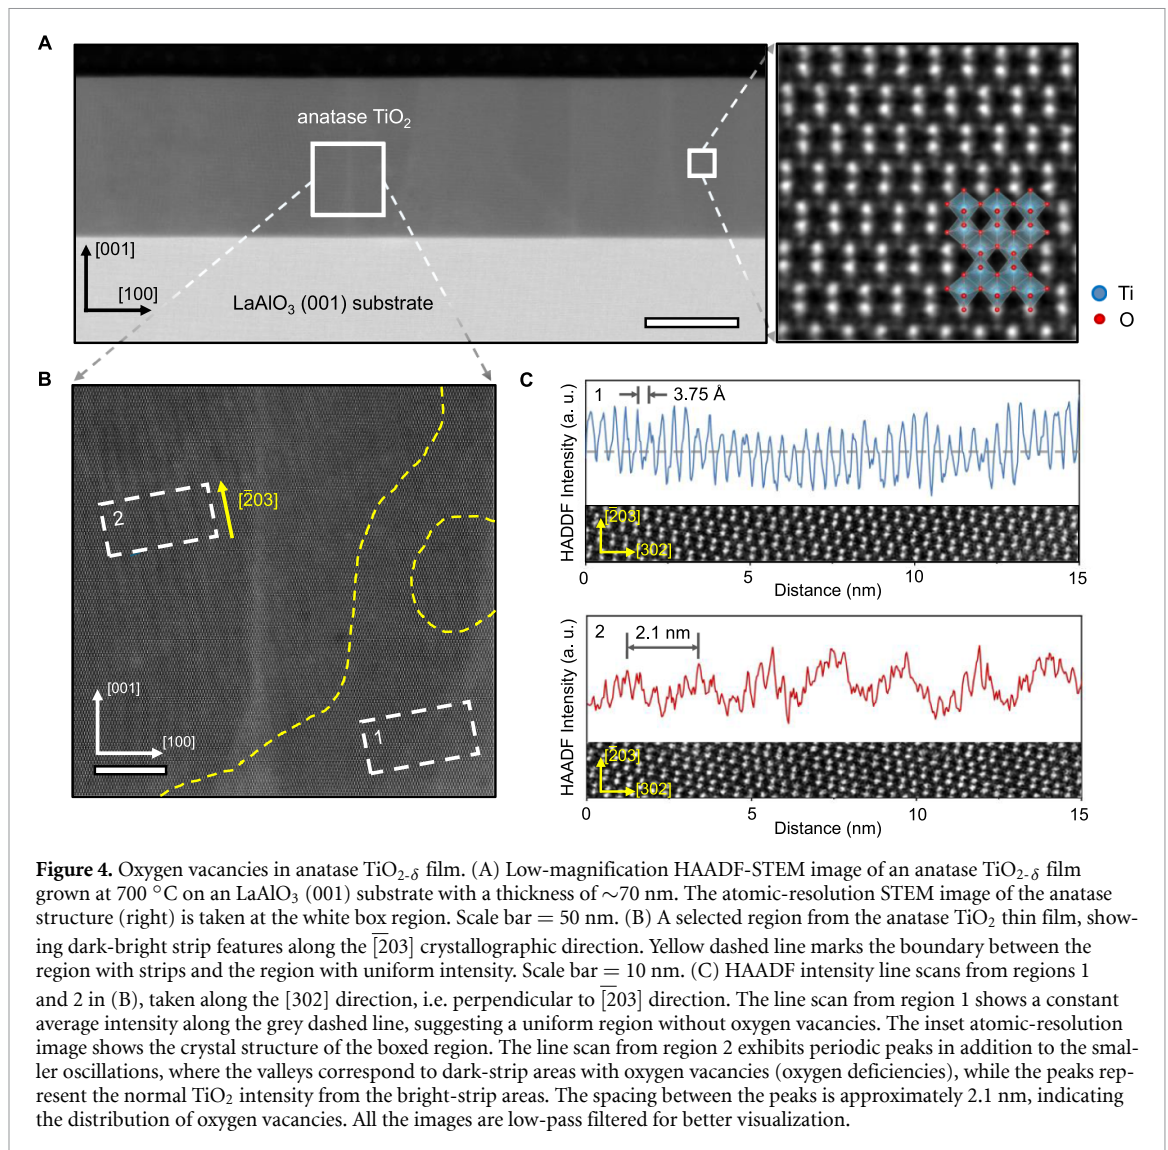 A
anatase TiO2
[001]
[100]
LaAlO3 (001) substrate
Ti
O
B
2
[2̅03]
[001]
[100]
1
C
HADDF Intensity (a. u.)
1
3.75 Å
[2̅03]
[302]
0
5
10
15
Distance (nm)
HAADF Intensity (a. u.)
2
2.1 nm
[2̅03]
[302]
0
5
10
15
Distance (nm)
Figure 4. Oxygen vacancies in anatase TiO2-δ film. (A) Low-magnification HAADF-STEM image of an anatase TiO2-δ film
grown at 700 °C on an LaAlO3 (001) substrate with a thickness of ∼70 nm. The atomic-resolution STEM image of the anatase
structure (right) is taken at the white box region. Scale bar = 50 nm. (B) A selected region from the anatase TiO2 thin film, show-
ing dark-bright strip features along the [2̅03] crystallographic direction. Yellow dashed line marks the boundary between the
region with strips and the region with uniform intensity. Scale bar = 10 nm. (C) HAADF intensity line scans from regions 1
and 2 in (B), taken along the [302] direction, i.e. perpendicular to [2̅03] direction. The line scan from region 1 shows a constant
average intensity along the grey dashed line, suggesting a uniform region without oxygen vacancies. The inset atomic-resolution
image shows the crystal structure of the boxed region. The line scan from region 2 exhibits periodic peaks in addition to the smal-
ler oscillations, where the valleys correspond to dark-strip areas with oxygen vacancies (oxygen deficiencies), while the peaks rep-
resent the normal TiO2 intensity from the bright-strip areas. The spacing between the peaks is approximately 2.1 nm, indicating
the distribution of oxygen vacancies. All the images are low-pass filtered for better visualization.